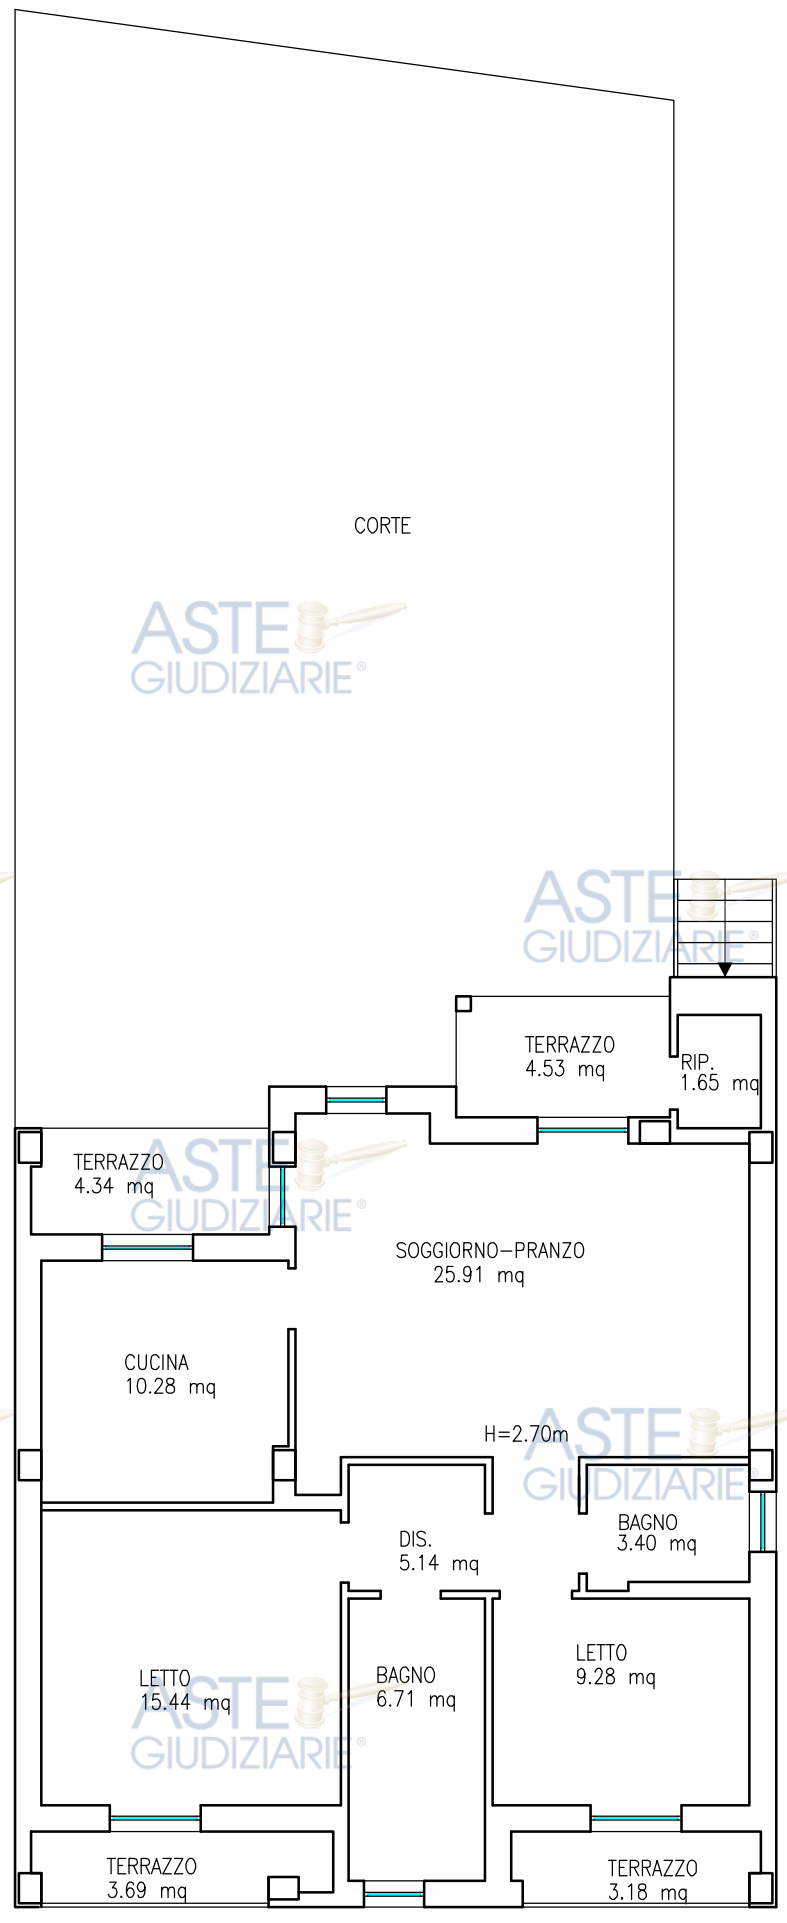 CORTE
ASTE
GIUDIZIARIE®
ASTE
GIUDIZIARIE®
TERRAZZO
4.53 mq
RIP.
1.65 mq
ASTE
GIUDIZIARIE®
TERRAZZO
4.34 mq
SOGGIORNO-PRANZO
25.91 mq
CUCINA
10.28 mq
H=2.70m
ASTE
GIUDIZIARIE®
BAGNO
3.40 mq
DIS.
5.14 mq
LETTO
9.28 mq
BAGNO
6.71 mq
LETTO
15.44 mq
ASTE
GIUDIZIARIE®
TERRAZZO
3.69 mq
TERRAZZO
3.18 mq